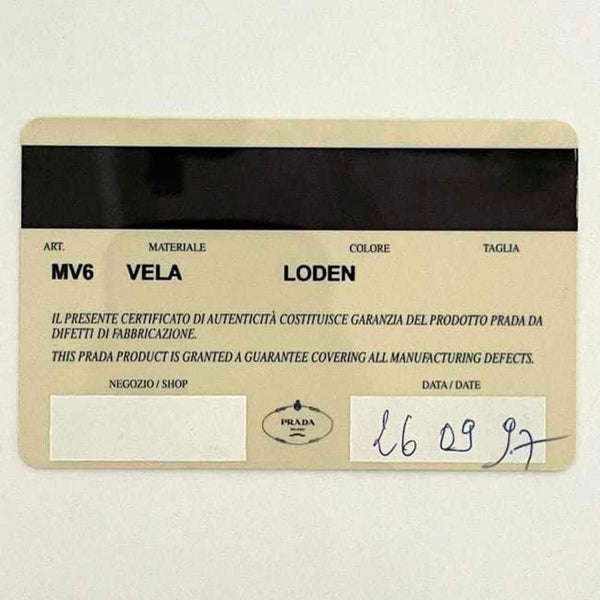 ART. MATERIALE COLORE TAGLIA
MV6 VELA LODEN
IL PRESENTE CERTIFICATO DI AUTENTICITÀ COSTITUISCE GARANZIA DEL PRODOTTO PRADA DA
DIFETTI DI FABBRICAZIONE.
THIS PRADA PRODUCT IS GRANTED A GUARANTEE COVERING ALL MANUFACTURING DEFECTS.
NEGOZIO / SHOP DATA / DATE
PRADA
MILANO
26 09 97